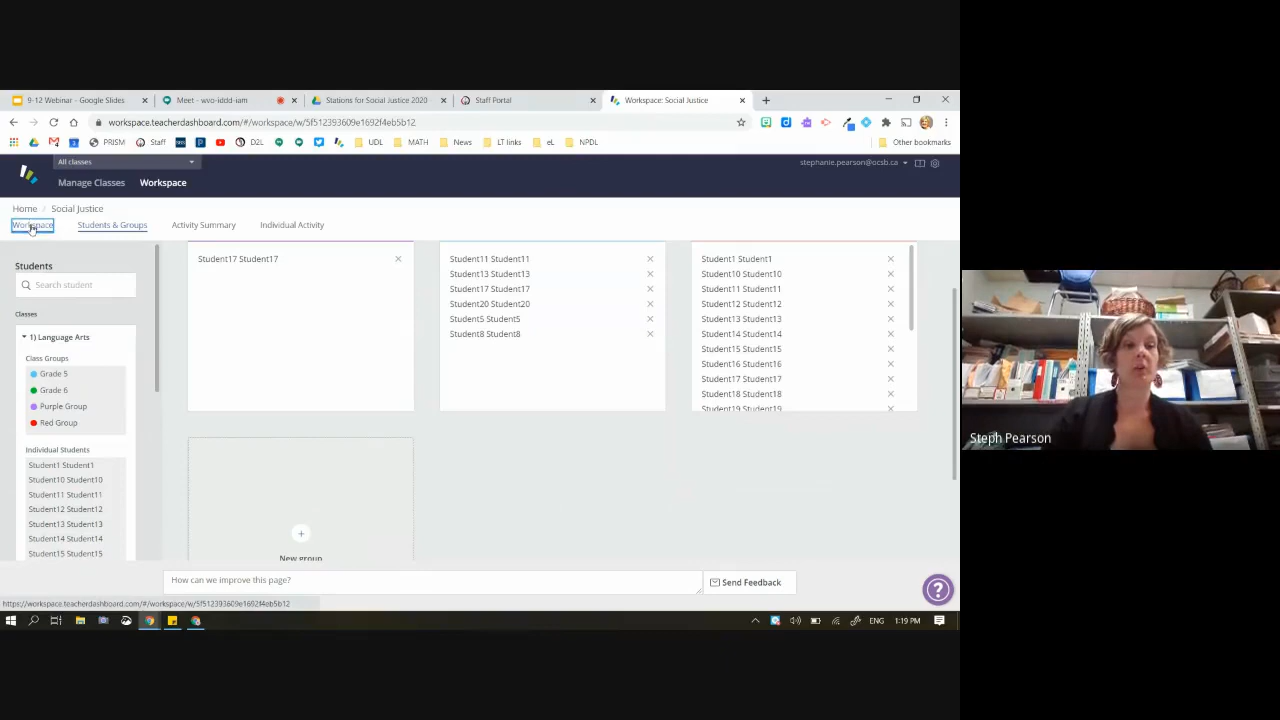 9-12 Webinar - Google Slides
Meet - wvo-iddd-iam
Stations for Social Justice 2020
Staff Portal
Workspace: Social Justice
workspace.teacherdashboard.com/#/workspace/w/5f512393609e1692f4eb5b12
PRISM
Staff
D2L
UDL
MATH
News
LT links
eL
NPDL
Other bookmarks
All classes
stephanie.pearson@ocsb.ca
Manage Classes
Workspace
Home / Social Justice
Workspace
Students & Groups
Activity Summary
Individual Activity
Students
Search student
Classes
1) Language Arts
Class Groups
Grade 5
Grade 6
Purple Group
Red Group
Individual Students
Student1 Student1
Student10 Student10
Student11 Student11
Student12 Student12
Student13 Student13
Student14 Student14
Student15 Student15
Student17 Student17
Student11 Student11
Student13 Student13
Student17 Student17
Student20 Student20
Student5 Student5
Student8 Student8
Student1 Student1
Student10 Student10
Student11 Student11
Student12 Student12
Student13 Student13
Student14 Student14
Student15 Student15
Student16 Student16
Student17 Student17
Student18 Student18
Student19 Student19
New group
How can we improve this page?
Send Feedback
https://workspace.teacherdashboard.com/#/workspace/w/5f512393609e1692f4eb5b12
ENG
1:19 PM
Steph Pearson